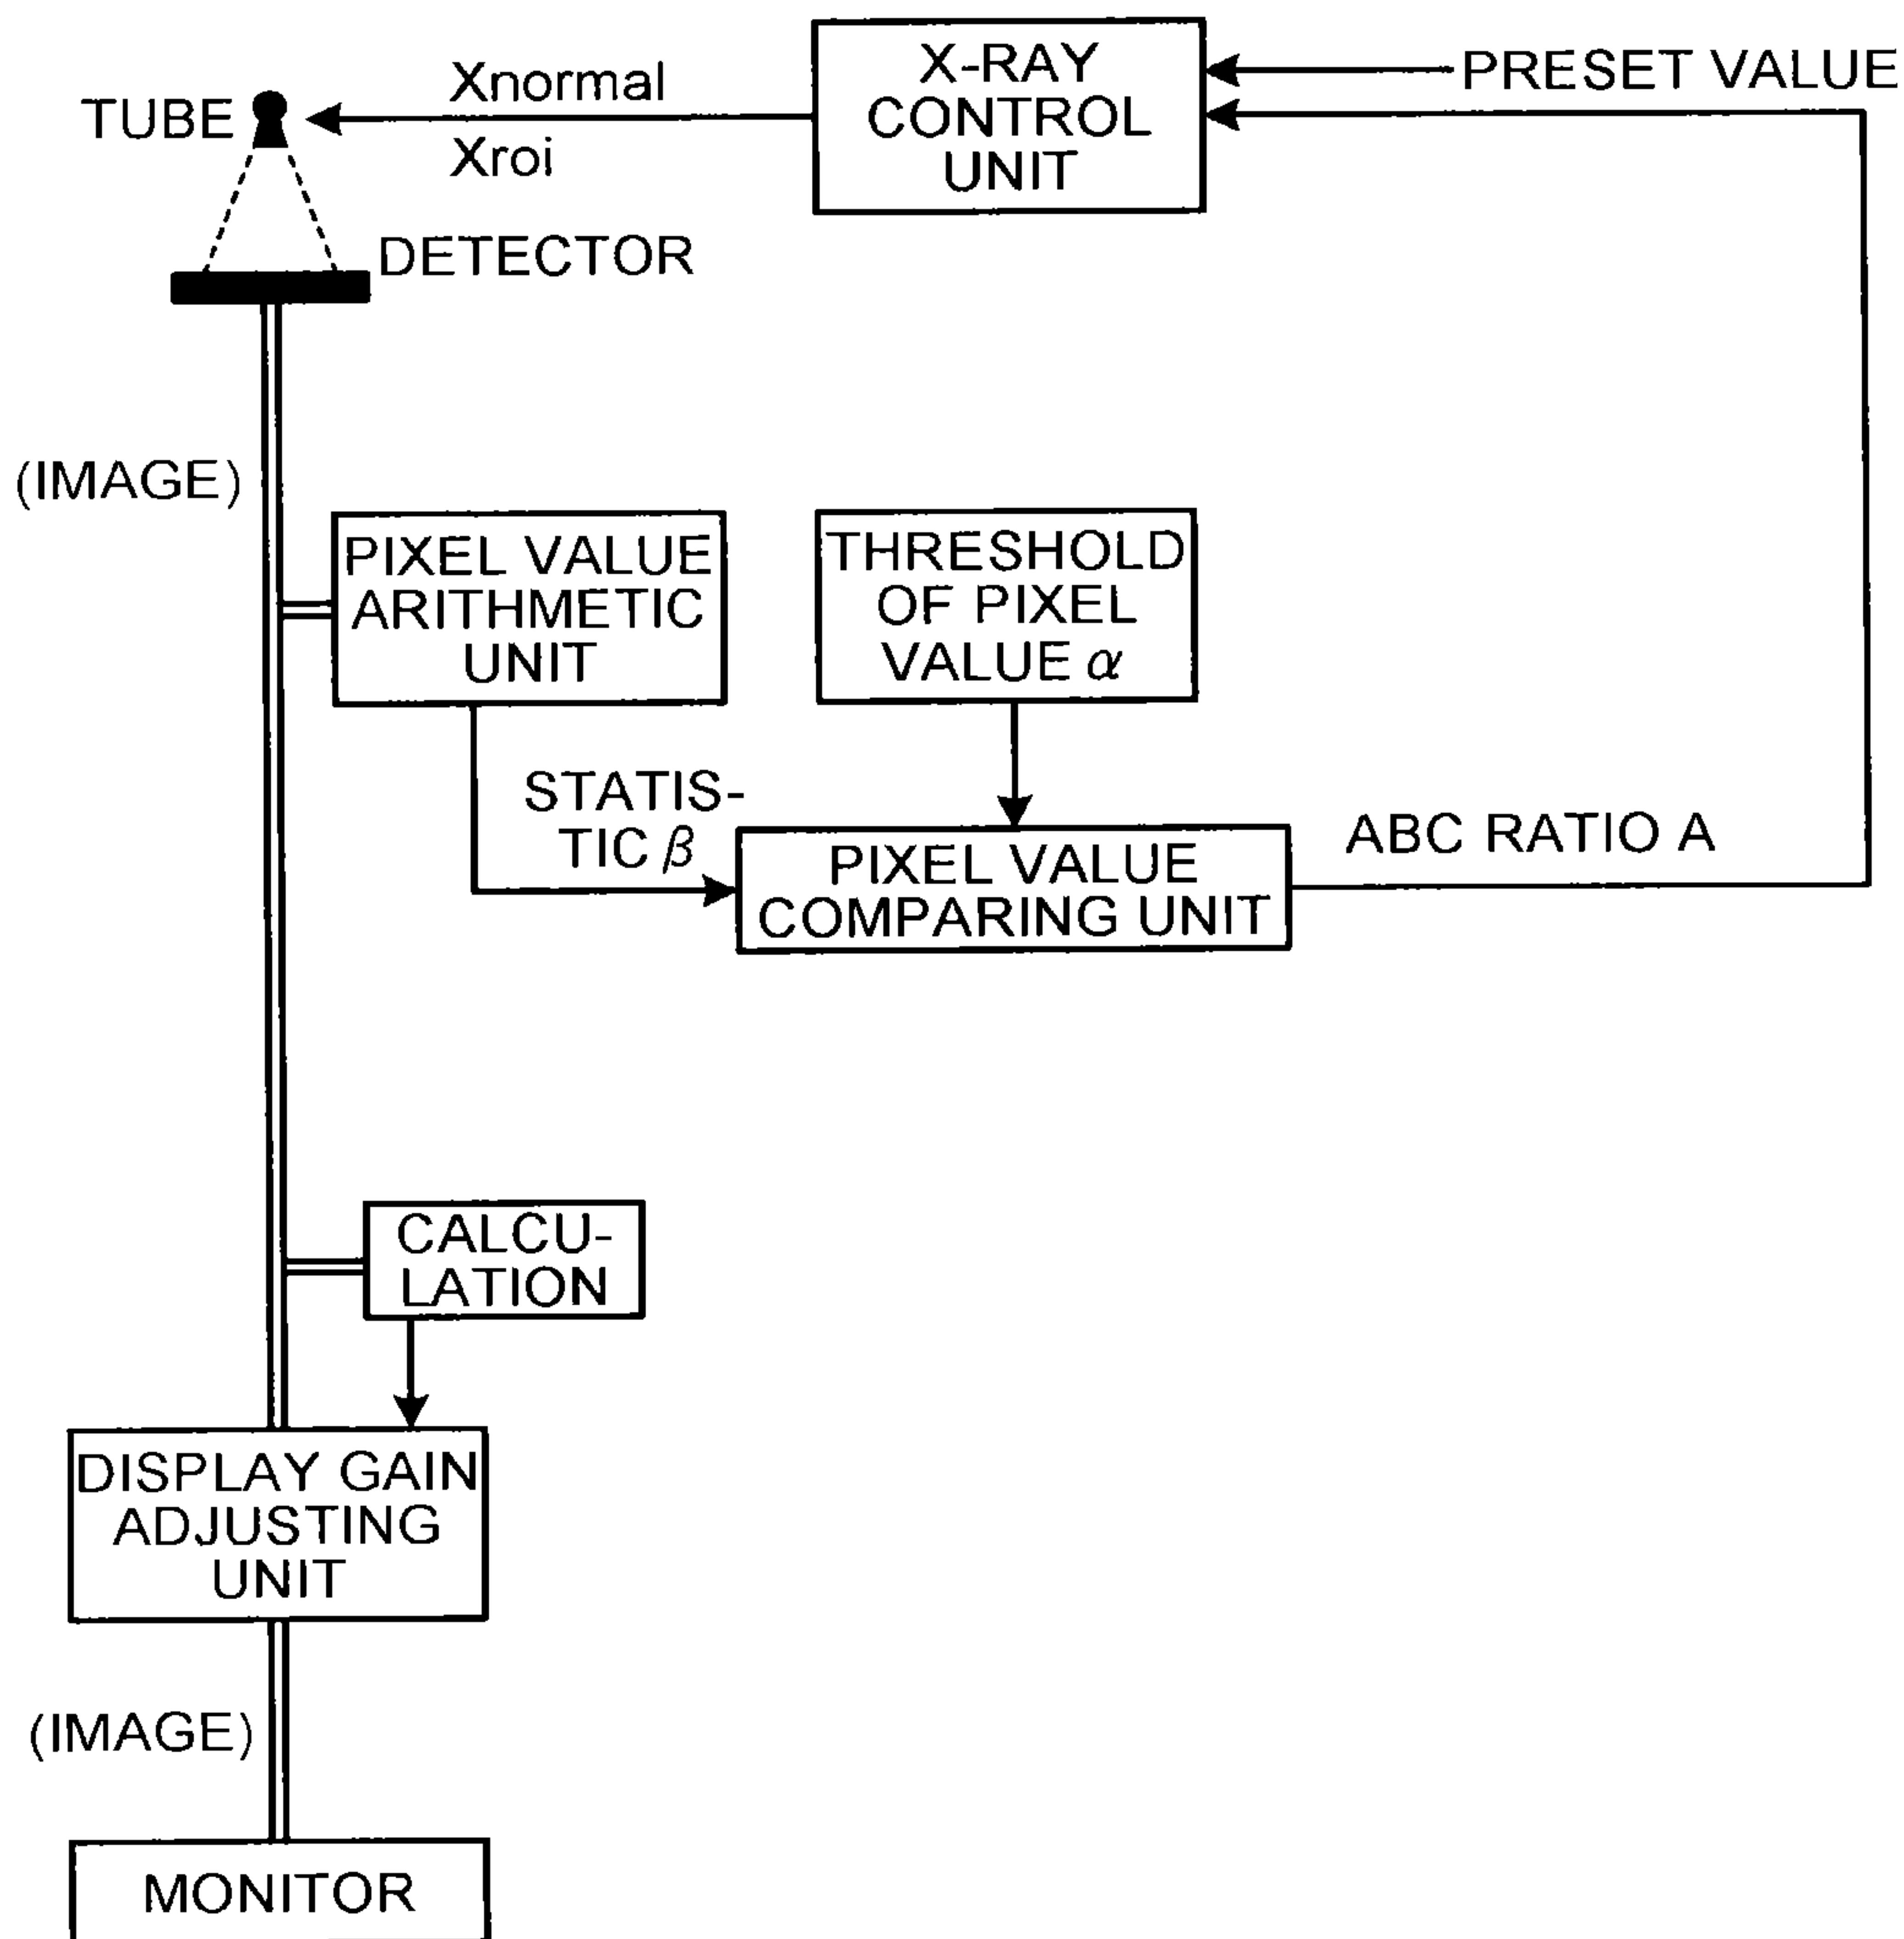 X-RAY
CONTROL
UNIT
PRESET VALUE
Xnormal
Xroi
TUBE
DETECTOR
(IMAGE)
PIXEL VALUE
ARITHMETIC
UNIT
THRESHOLD
OF PIXEL
VALUE α
STATIS-
TIC β
PIXEL VALUE
COMPARING UNIT
ABC RATIO A
CALCU-
LATION
DISPLAY GAIN
ADJUSTING
UNIT
(IMAGE)
MONITOR